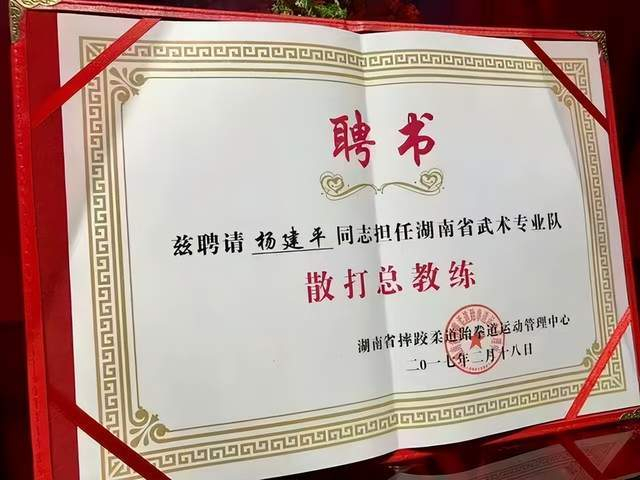 聘书
兹聘请 杨建平 同志担任湖南省武术专业队
散打总教练
湖南省摔跤柔道跆拳道运动管理中心
二〇一七年二月十八日